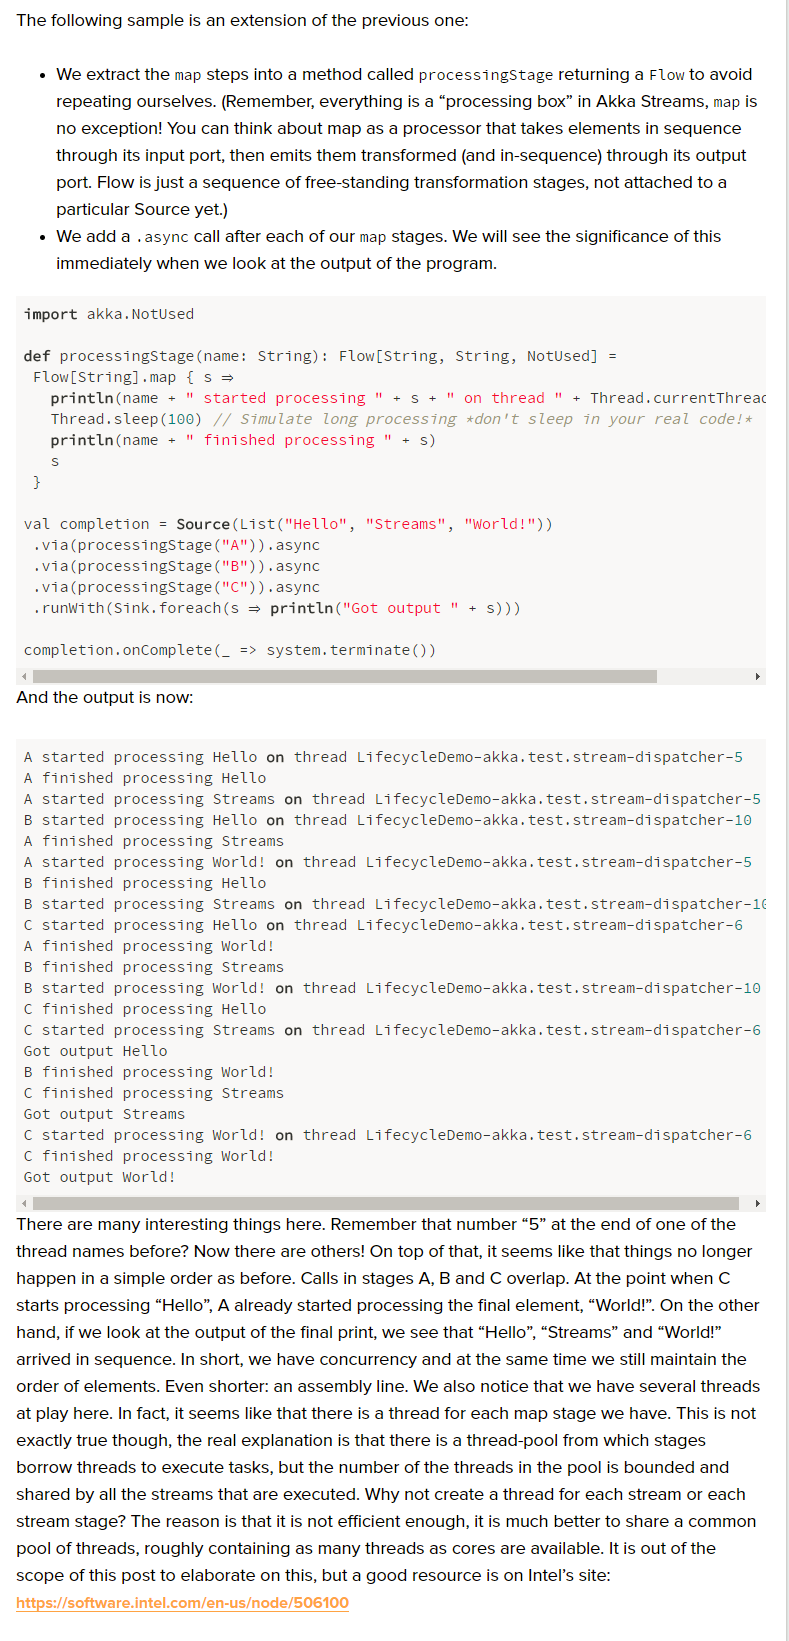 The following sample is an extension of the previous one:
• We extract the map steps into a method called processingStage returning a Flow to avoid
repeating ourselves. (Remember, everything is a “processing box” in Akka Streams, map is
no exception! You can think about map as a processor that takes elements in sequence
through its input port, then emits them transformed (and in-sequence) through its output
port. Flow is just a sequence of free-standing transformation stages, not attached to a
particular Source yet.)
• We add a .async call after each of our map stages. We will see the significance of this
immediately when we look at the output of the program.
import akka.NotUsed
def processingStage(name: String): Flow[String, String, NotUsed] =
Flow[String].map { s ⇒
println(name + " started processing " + s + " on thread " + Thread.currentThread
Thread.sleep(100) // Simulate long processing *don't sleep in your real code!*
println(name + " finished processing " + s)
s
}
val completion = Source(List("Hello", "Streams", "World!"))
.via(processingStage("A")).async
.via(processingStage("B")).async
.via(processingStage("C")).async
.runWith(Sink.foreach(s ⇒ println("Got output " + s)))
completion.onComplete(_ => system.terminate())
And the output is now:
A started processing Hello on thread LifecycleDemo-akka.test.stream-dispatcher-5
A finished processing Hello
A started processing Streams on thread LifecycleDemo-akka.test.stream-dispatcher-5
B started processing Hello on thread LifecycleDemo-akka.test.stream-dispatcher-10
A finished processing Streams
A started processing World! on thread LifecycleDemo-akka.test.stream-dispatcher-5
B finished processing Hello
B started processing Streams on thread LifecycleDemo-akka.test.stream-dispatcher-10
C started processing Hello on thread LifecycleDemo-akka.test.stream-dispatcher-6
A finished processing World!
B finished processing Streams
B started processing World! on thread LifecycleDemo-akka.test.stream-dispatcher-10
C finished processing Hello
C started processing Streams on thread LifecycleDemo-akka.test.stream-dispatcher-6
Got output Hello
B finished processing World!
C finished processing Streams
Got output Streams
C started processing World! on thread LifecycleDemo-akka.test.stream-dispatcher-6
C finished processing World!
Got output World!
There are many interesting things here. Remember that number “5” at the end of one of the
thread names before? Now there are others! On top of that, it seems like that things no longer
happen in a simple order as before. Calls in stages A, B and C overlap. At the point when C
starts processing “Hello”, A already started processing the final element, “World!”. On the other
hand, if we look at the output of the final print, we see that “Hello”, “Streams” and “World!”
arrived in sequence. In short, we have concurrency and at the same time we still maintain the
order of elements. Even shorter: an assembly line. We also notice that we have several threads
at play here. In fact, it seems like that there is a thread for each map stage we have. This is not
exactly true though, the real explanation is that there is a thread-pool from which stages
borrow threads to execute tasks, but the number of the threads in the pool is bounded and
shared by all the streams that are executed. Why not create a thread for each stream or each
stream stage? The reason is that it is not efficient enough, it is much better to share a common
pool of threads, roughly containing as many threads as cores are available. It is out of the
scope of this post to elaborate on this, but a good resource is on Intel’s site:
https://software.intel.com/en-us/node/506100